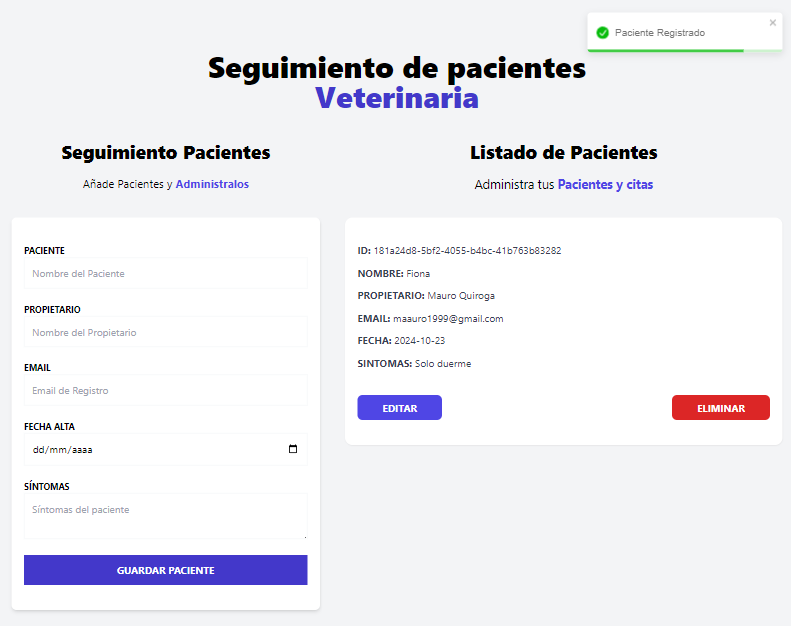 Paciente Registrado
Seguimiento de pacientes
Veterinaria
Seguimiento Pacientes
Añade Pacientes y Administralos
PACIENTE
Nombre del Paciente
PROPIETARIO
Nombre del Propietario
EMAIL
Email de Registro
FECHA ALTA
dd/mm/aaaa
SÍNTOMAS
Síntomas del paciente
GUARDAR PACIENTE
Listado de Pacientes
Administra tus Pacientes y citas
ID: 181a24d8-5bf2-4055-b4bc-41b763b83282
NOMBRE: Fiona
PROPIETARIO: Mauro Quiroga
EMAIL: maauro1999@gmail.com
FECHA: 2024-10-23
SINTOMAS: Solo duerme
EDITAR
ELIMINAR